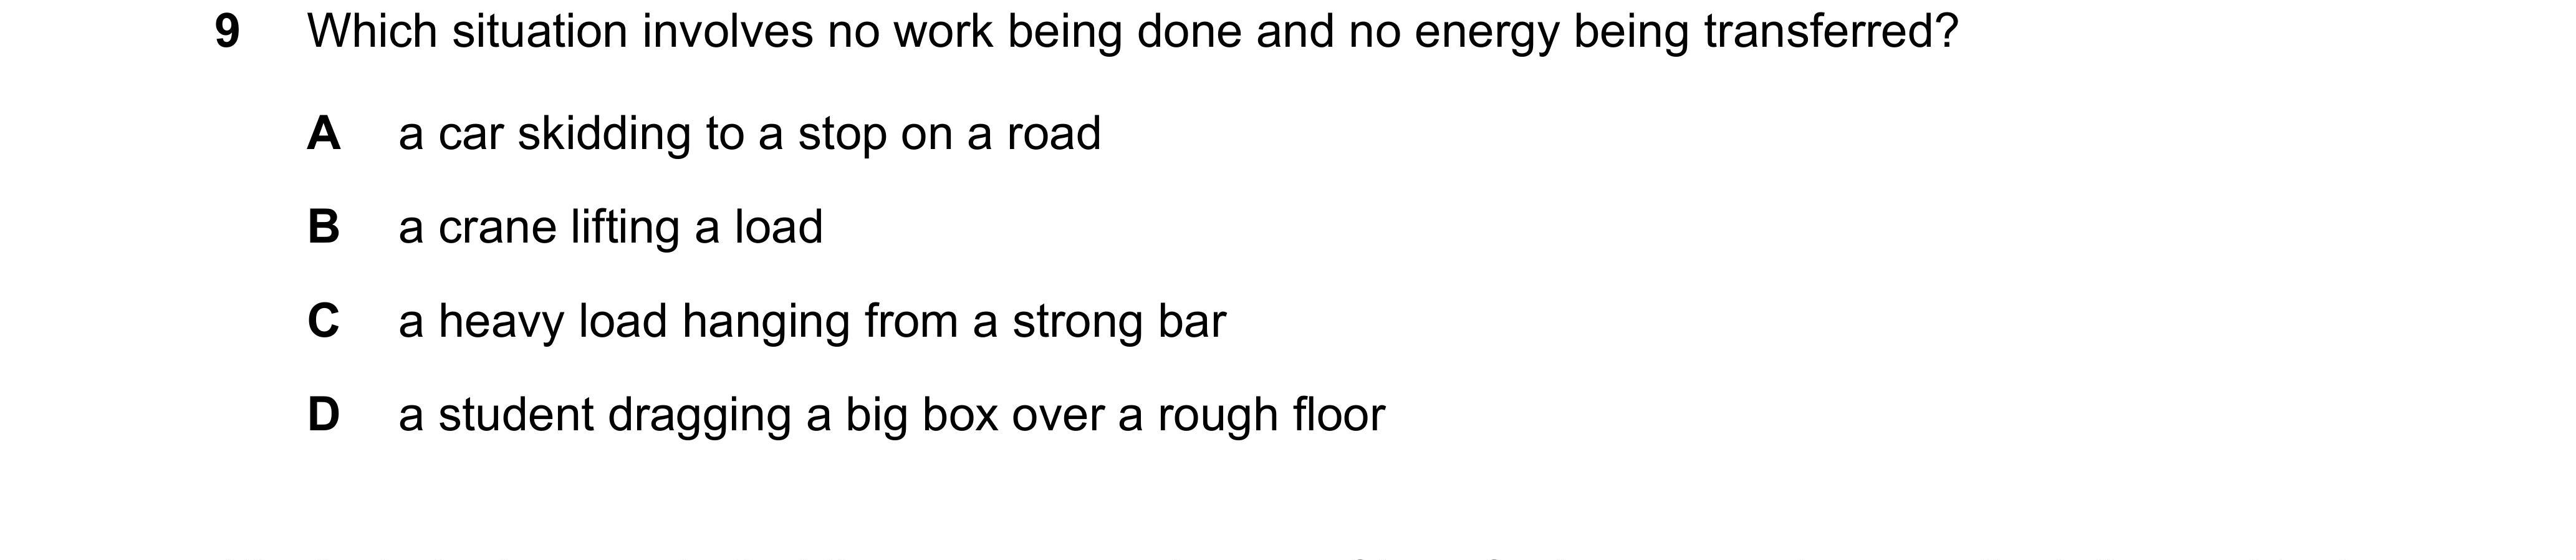 9 Which situation involves no work being done and no energy being transferred?
A a car skidding to a stop on a road
B a crane lifting a load
C a heavy load hanging from a strong bar
D a student dragging a big box over a rough floor